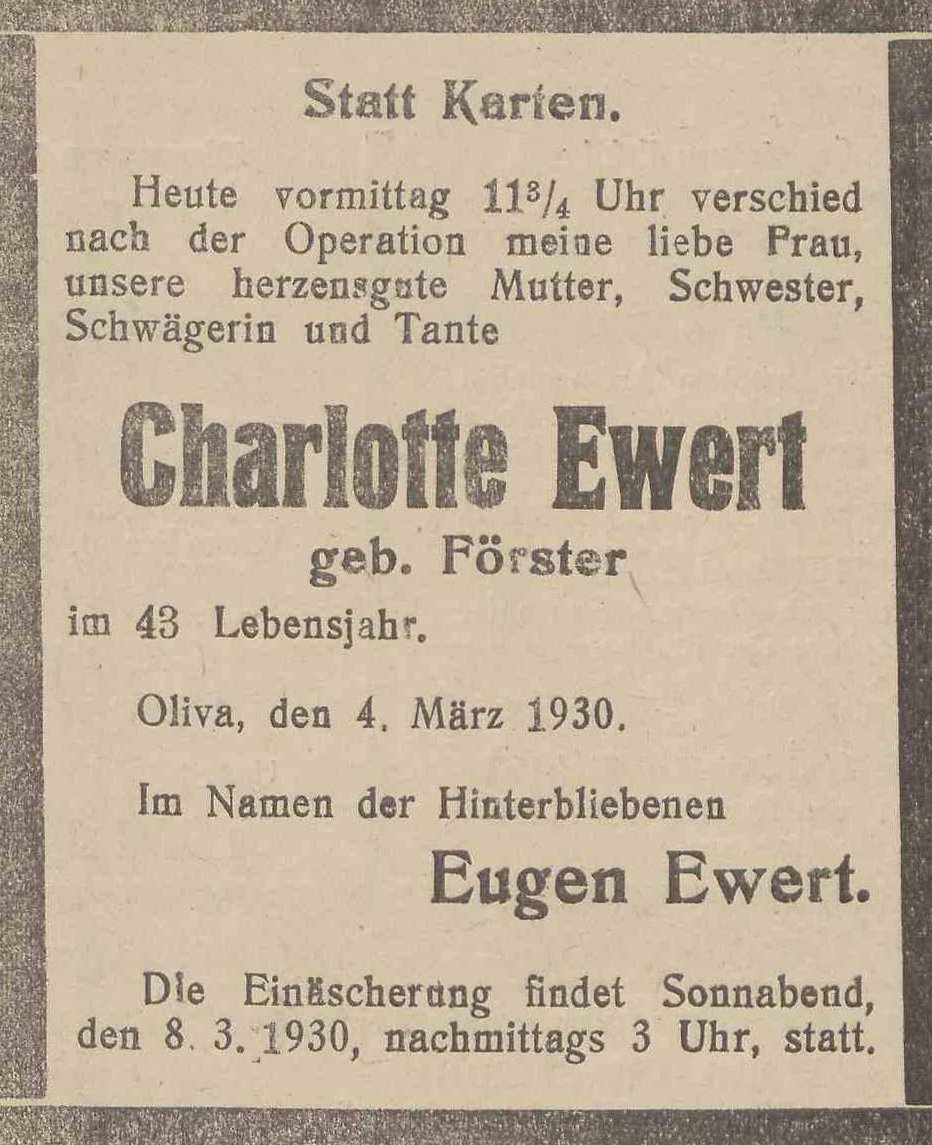 Statt Karten.
Heute vormittag 11¾ Uhr verschied
nach der Operation meine liebe Frau,
unsere herzensgute Mutter, Schwester,
Schwägerin und Tante
Charlotte Ewert
geb. Förster
im 43 Lebensjahr.
Oliva, den 4. März 1930.
Im Namen der Hinterbliebenen
Eugen Ewert.
Die Einäscherung findet Sonnabend,
den 8. 3. 1930, nachmittags 3 Uhr, statt.